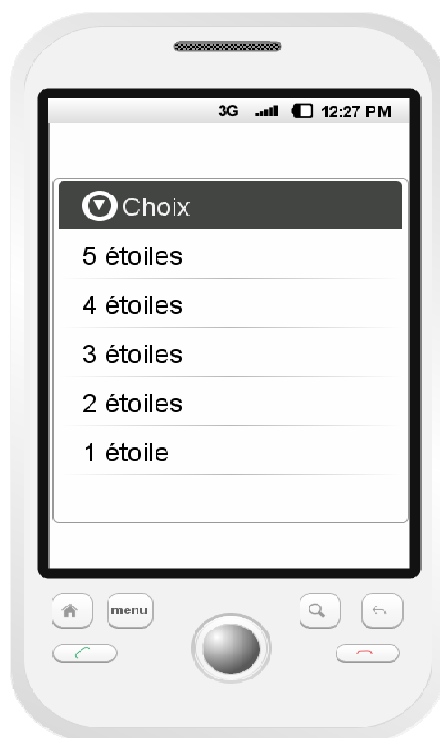 3G 12:27 PM
Choix
5 étoiles
4 étoiles
3 étoiles
2 étoiles
1 étoile
menu